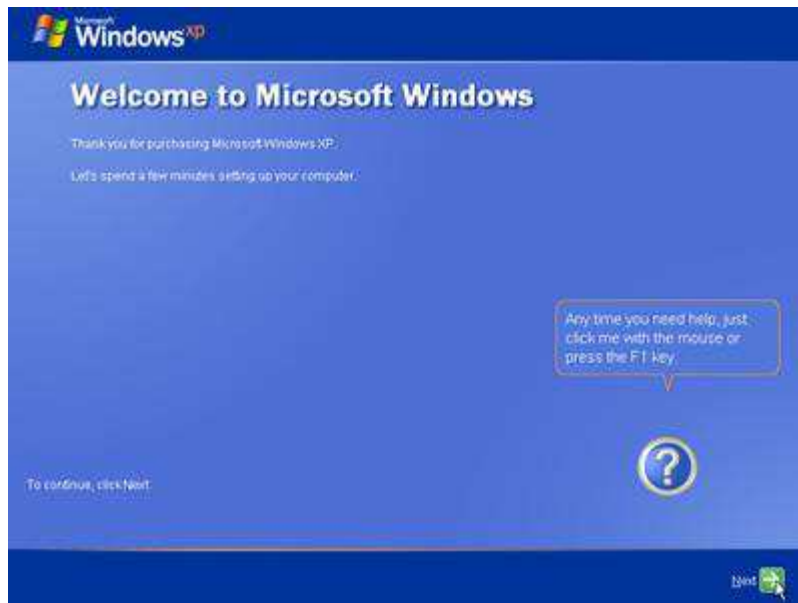 Microsoft
Windows xp
Welcome to Microsoft Windows
Thank you for purchasing Microsoft Windows XP.
Let's spend a few minutes setting up your computer.
Any time you need help, just
click me with the mouse or
press the F1 key.
?
To continue, click Next.
Next